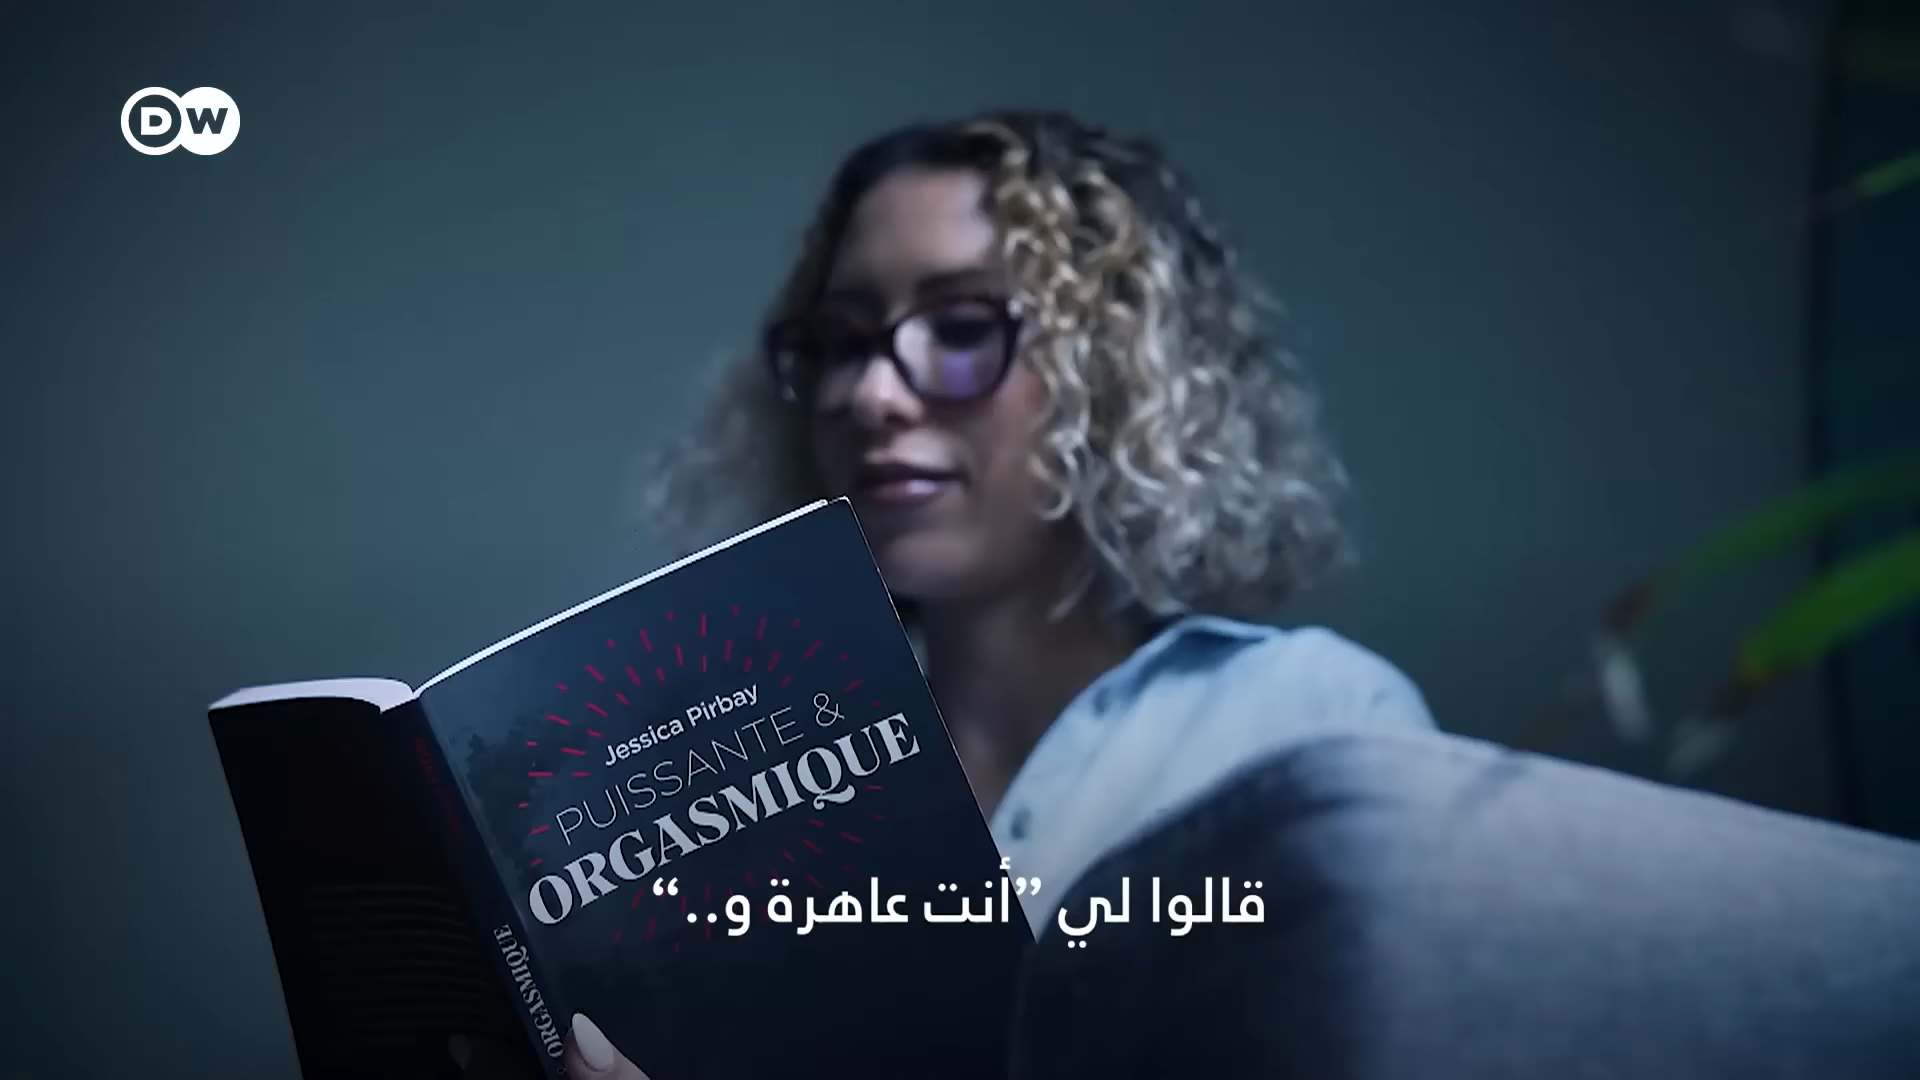 DW
Jessica Pirbay
PUISSANTE &
ORGASMIQUE
ORGASMIQUE
قالوا لي ”أنت عاهرة و..“